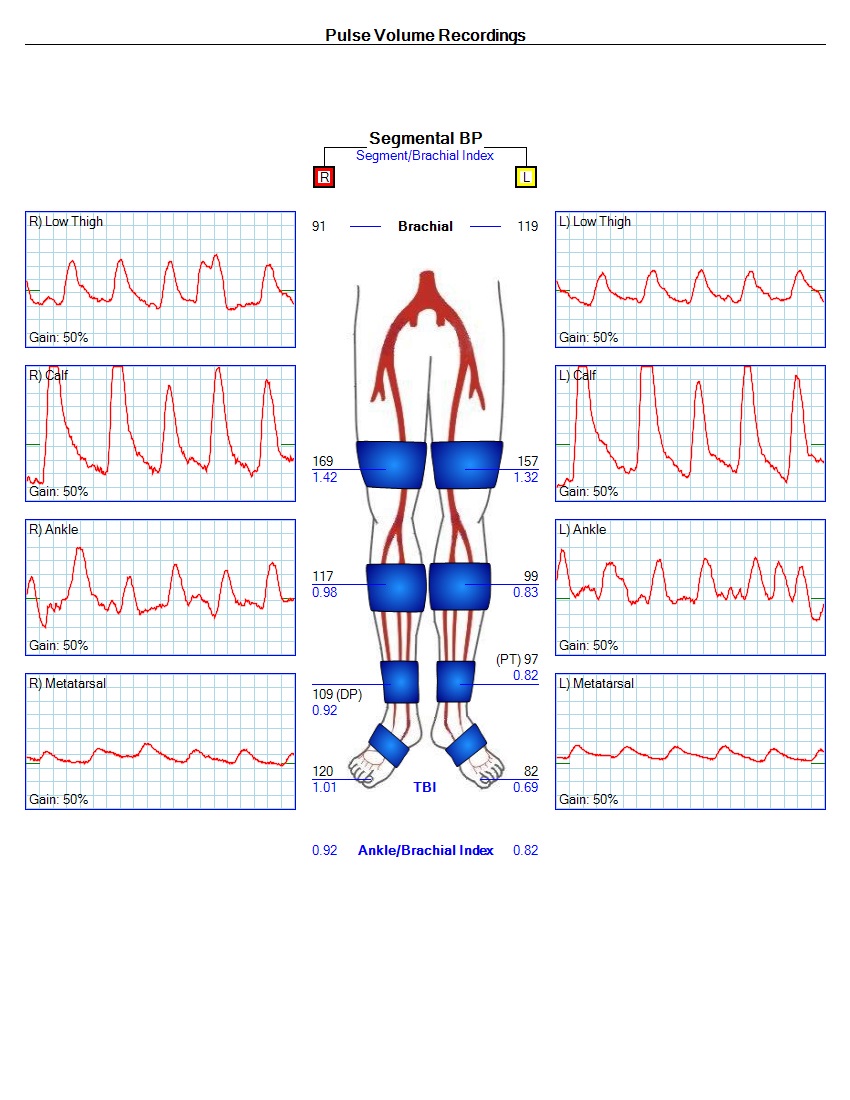 Pulse Volume Recordings
Segmental BP
Segment/Brachial Index
R
L
R) Low Thigh
Gain: 50%
91
Brachial
119
L) Low Thigh
Gain: 50%
R) Calf
Gain: 50%
169
1.42
157
1.32
L) Calf
Gain: 50%
R) Ankle
Gain: 50%
117
0.98
99
0.83
L) Ankle
Gain: 50%
R) Metatarsal
Gain: 50%
109 (DP)
0.92
(PT) 97
0.82
L) Metatarsal
Gain: 50%
120
1.01
TBI
82
0.69
0.92 Ankle/Brachial Index 0.82